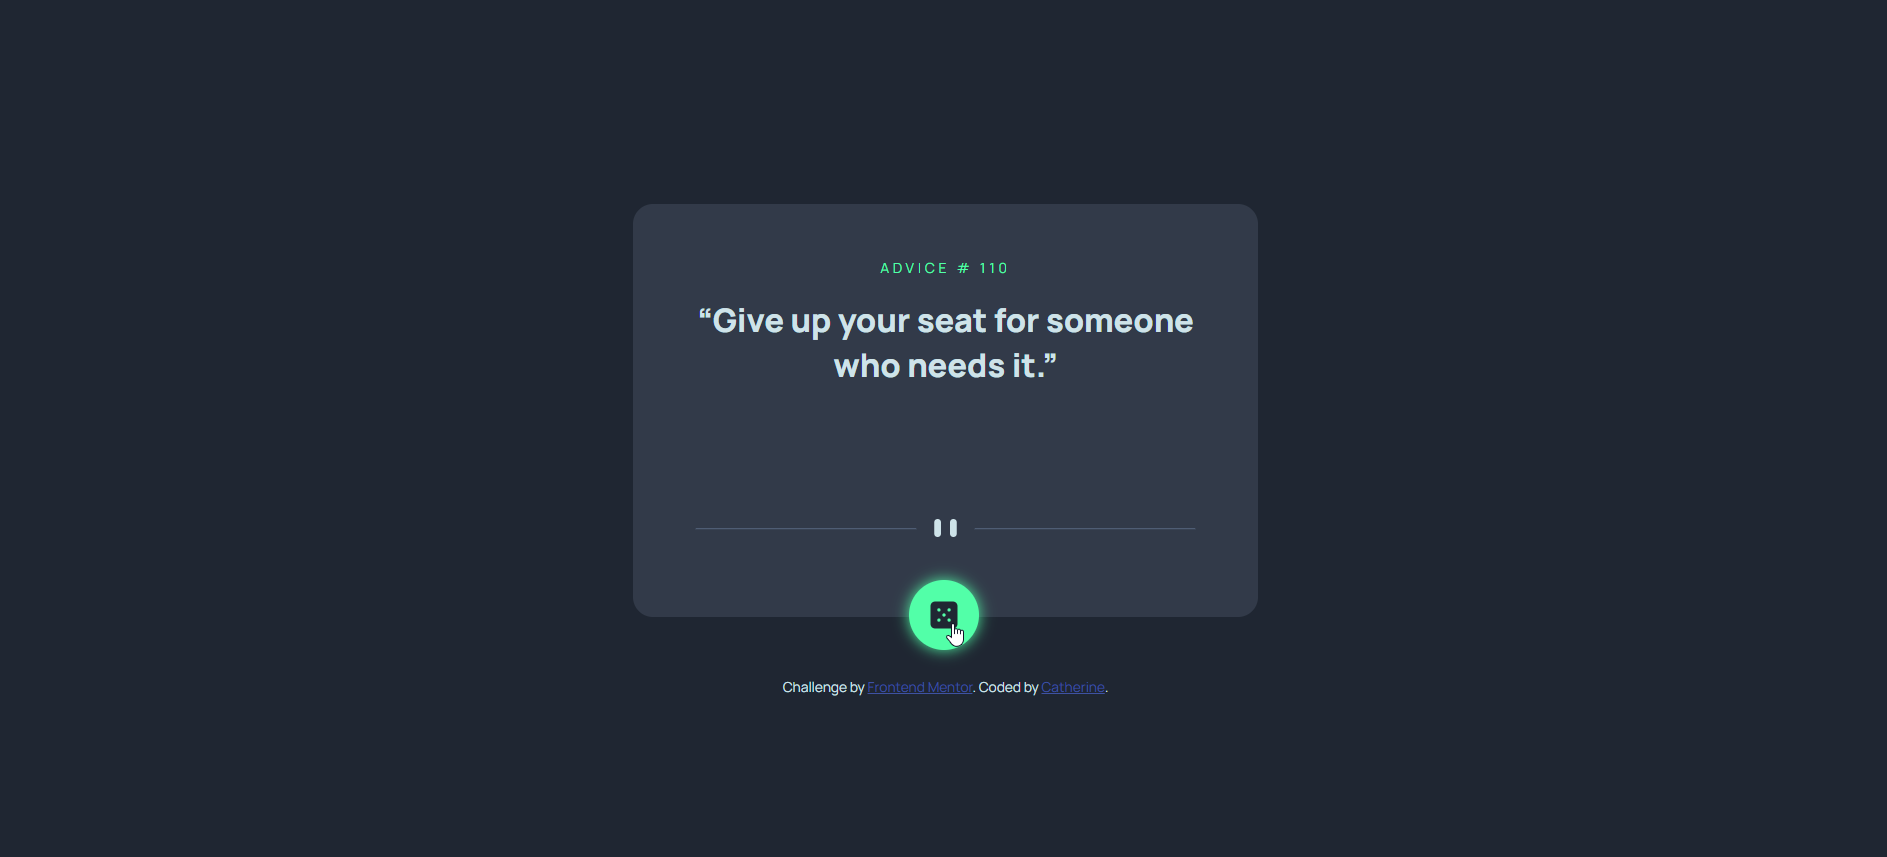 ADVICE # 110
“Give up your seat for someone
who needs it.”
Challenge by Frontend Mentor. Coded by Catherine.